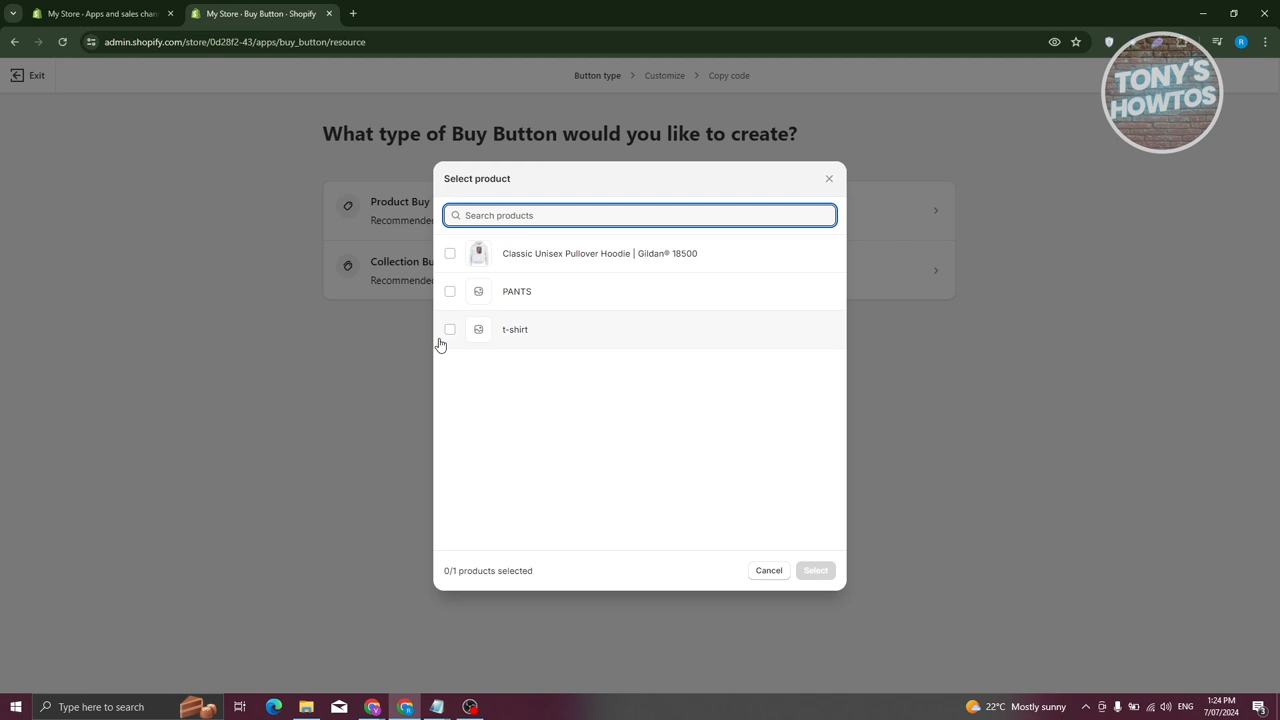 My Store - Apps and sales chan
My Store - Buy Button - Shopify
admin.shopify.com/store/0d28f2-43/apps/buy_button/resource
R
Exit
Button type
Customize
Copy code
TONY'S
HOWTOS
What type of Buy Button would you like to create?
Select product
Product Buy
Recommende
Search products
Classic Unisex Pullover Hoodie | Gildan® 18500
Collection Bu
Recommende
PANTS
t-shirt
0/1 products selected
Cancel
Select
Type here to search
22°C Mostly sunny
ENG
1:24 PM
7/07/2024